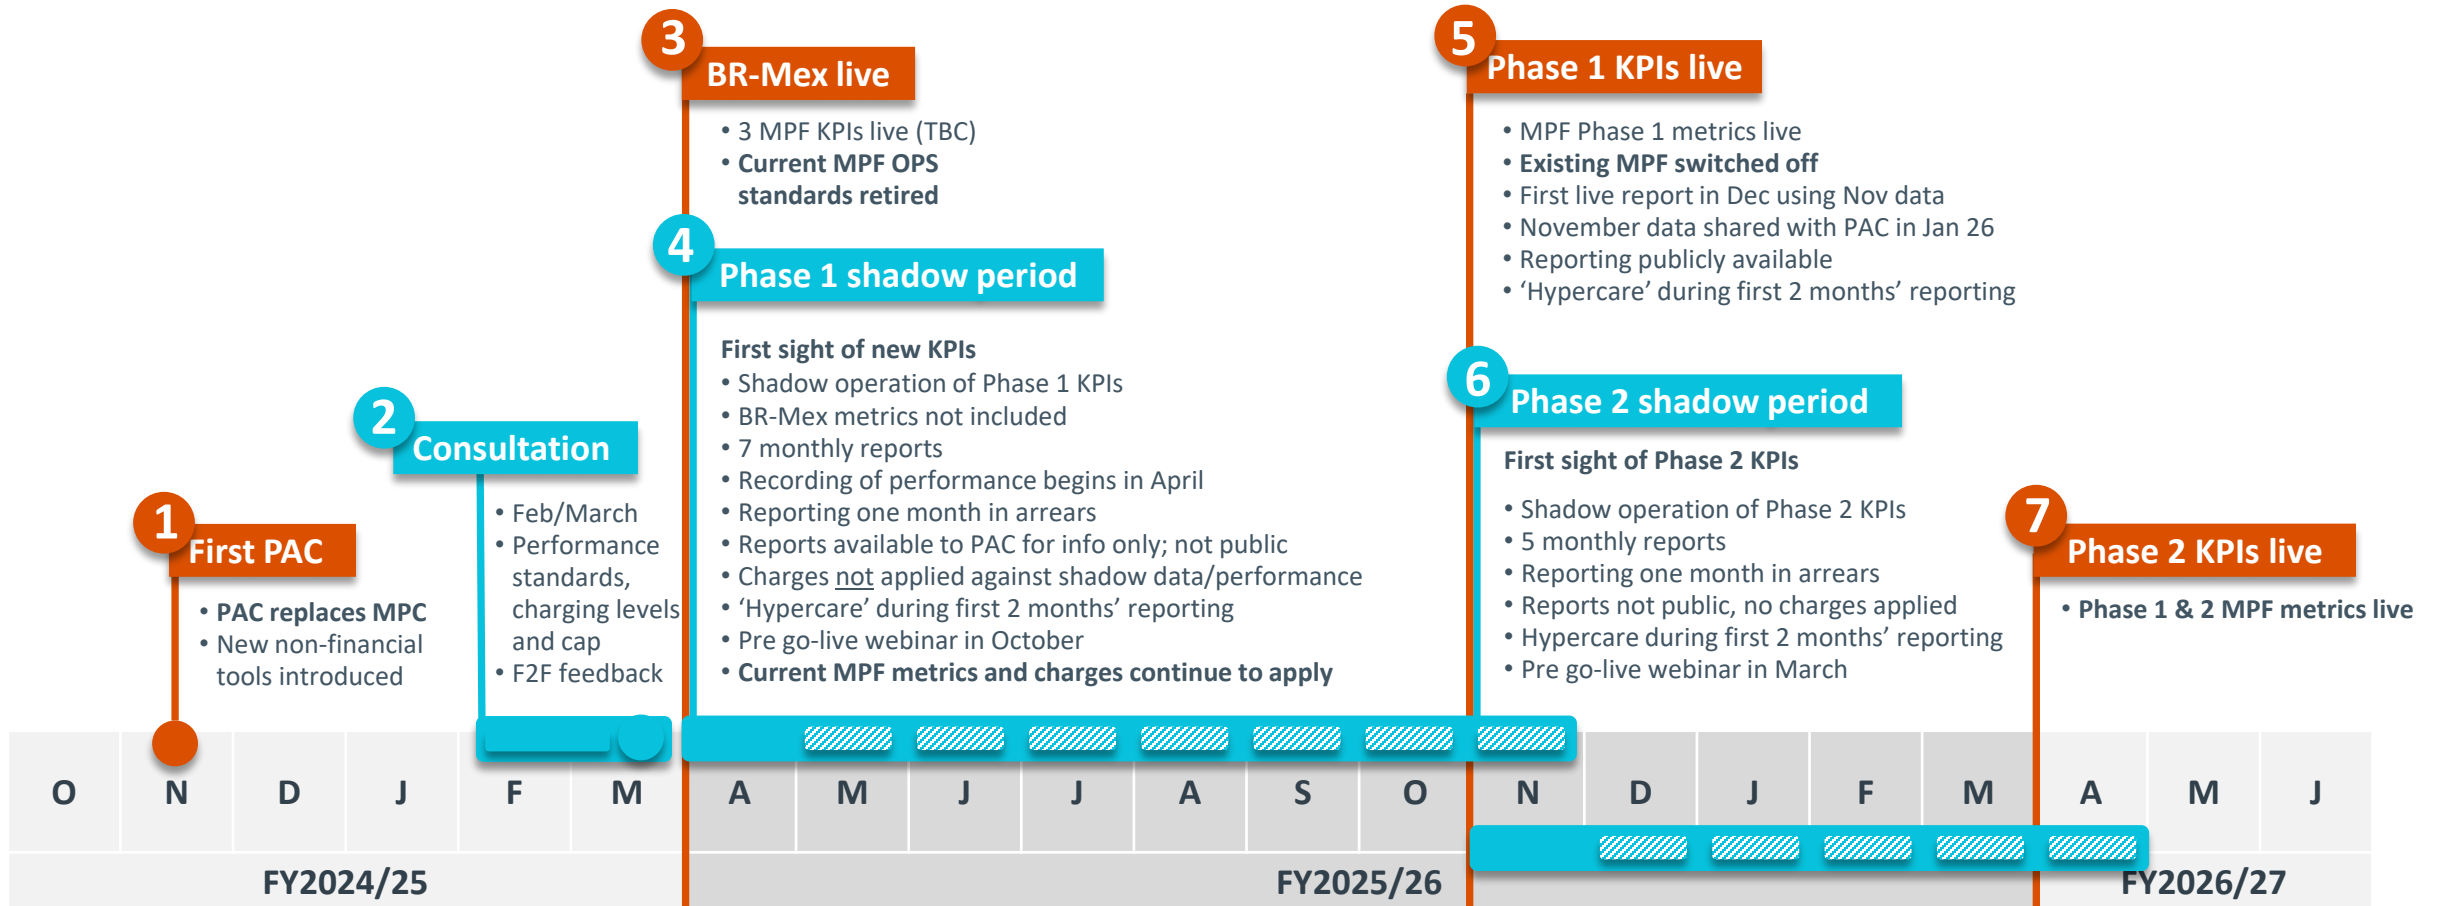 1
First PAC
• PAC replaces MPC
• New non-financial
tools introduced
2
Consultation
• Feb/March
• Performance
standards,
charging levels
and cap
• F2F feedback
3
BR-Mex live
• 3 MPF KPIs live (TBC)
• Current MPF OPS
standards retired
4
Phase 1 shadow period
First sight of new KPIs
• Shadow operation of Phase 1 KPIs
• BR-Mex metrics not included
• 7 monthly reports
• Recording of performance begins in April
• Reporting one month in arrears
• Reports available to PAC for info only; not public
• Charges not applied against shadow data/performance
• ‘Hypercare’ during first 2 months’ reporting
• Pre go-live webinar in October
• Current MPF metrics and charges continue to apply
5
Phase 1 KPIs live
• MPF Phase 1 metrics live
• Existing MPF switched off
• First live report in Dec using Nov data
• November data shared with PAC in Jan 26
• Reporting publicly available
• ‘Hypercare’ during first 2 months’ reporting
6
Phase 2 shadow period
First sight of Phase 2 KPIs
• Shadow operation of Phase 2 KPIs
• 5 monthly reports
• Reporting one month in arrears
• Reports not public, no charges applied
• Hypercare during first 2 months’ reporting
• Pre go-live webinar in March
7
Phase 2 KPIs live
• Phase 1 & 2 MPF metrics live
O N D J F M A M J J A S O N D J F M A M J
FY2024/25 FY2025/26 FY2026/27